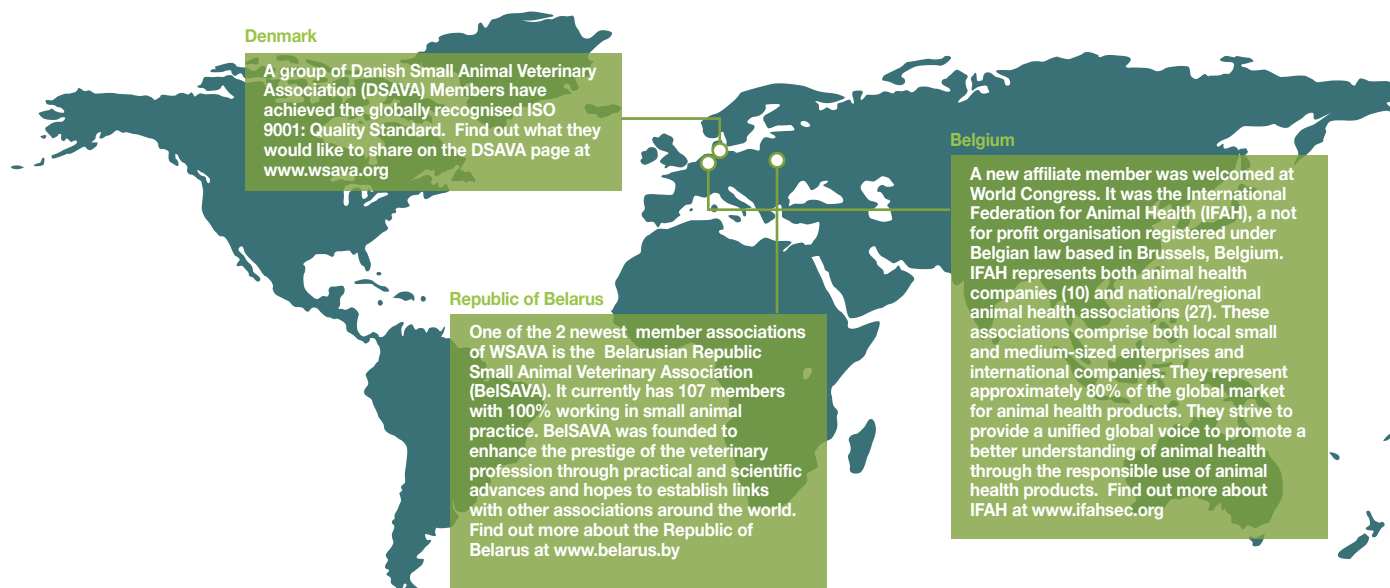 Denmark
A group of Danish Small Animal Veterinary
Association (DSAVA) Members have
achieved the globally recognised ISO
9001: Quality Standard.  Find out what they
would like to share on the DSAVA page at
www.wsava.org
Belgium
A new affiliate member was welcomed at
World Congress. It was the International
Federation for Animal Health (IFAH), a not
for profit organisation registered under
Belgian law based in Brussels, Belgium.
IFAH represents both animal health
companies (10) and national/regional
animal health associations (27). These
associations comprise both local small
and medium-sized enterprises and
international companies. They represent
approximately 80% of the global market
for animal health products. They strive to
provide a unified global voice to promote a
better understanding of animal health
through the responsible use of animal
health products.  Find out more about
IFAH at www.ifahsec.org
Republic of Belarus
One of the 2 newest  member associations
of WSAVA is the  Belarusian Republic
Small Animal Veterinary Association
(BelSAVA). It currently has 107 members
with 100% working in small animal
practice. BelSAVA was founded to
enhance the prestige of the veterinary
profession through practical and scientific
advances and hopes to establish links
with other associations around the world.
Find out more about the Republic of
Belarus at www.belarus.by